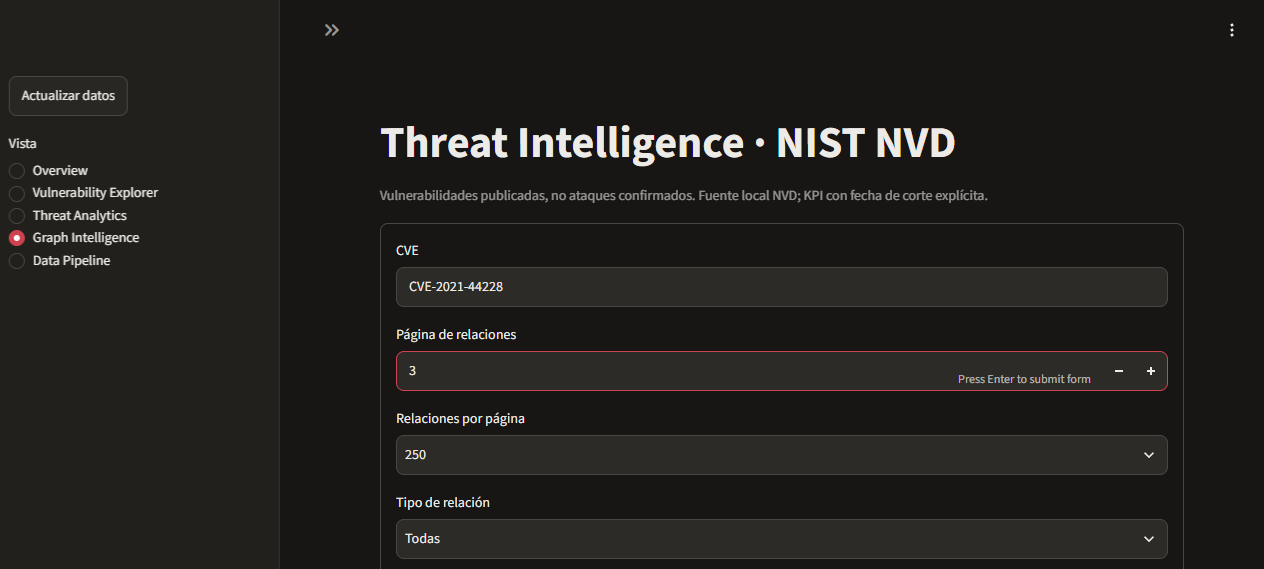 Actualizar datos
Vista
Overview
Vulnerability Explorer
Threat Analytics
Graph Intelligence
Data Pipeline
Threat Intelligence · NIST NVD
Vulnerabilidades publicadas, no ataques confirmados. Fuente local NVD; KPI con fecha de corte explícita.
CVE
CVE-2021-44228
Página de relaciones
3
Press Enter to submit form
Relaciones por página
250
Tipo de relación
Todas